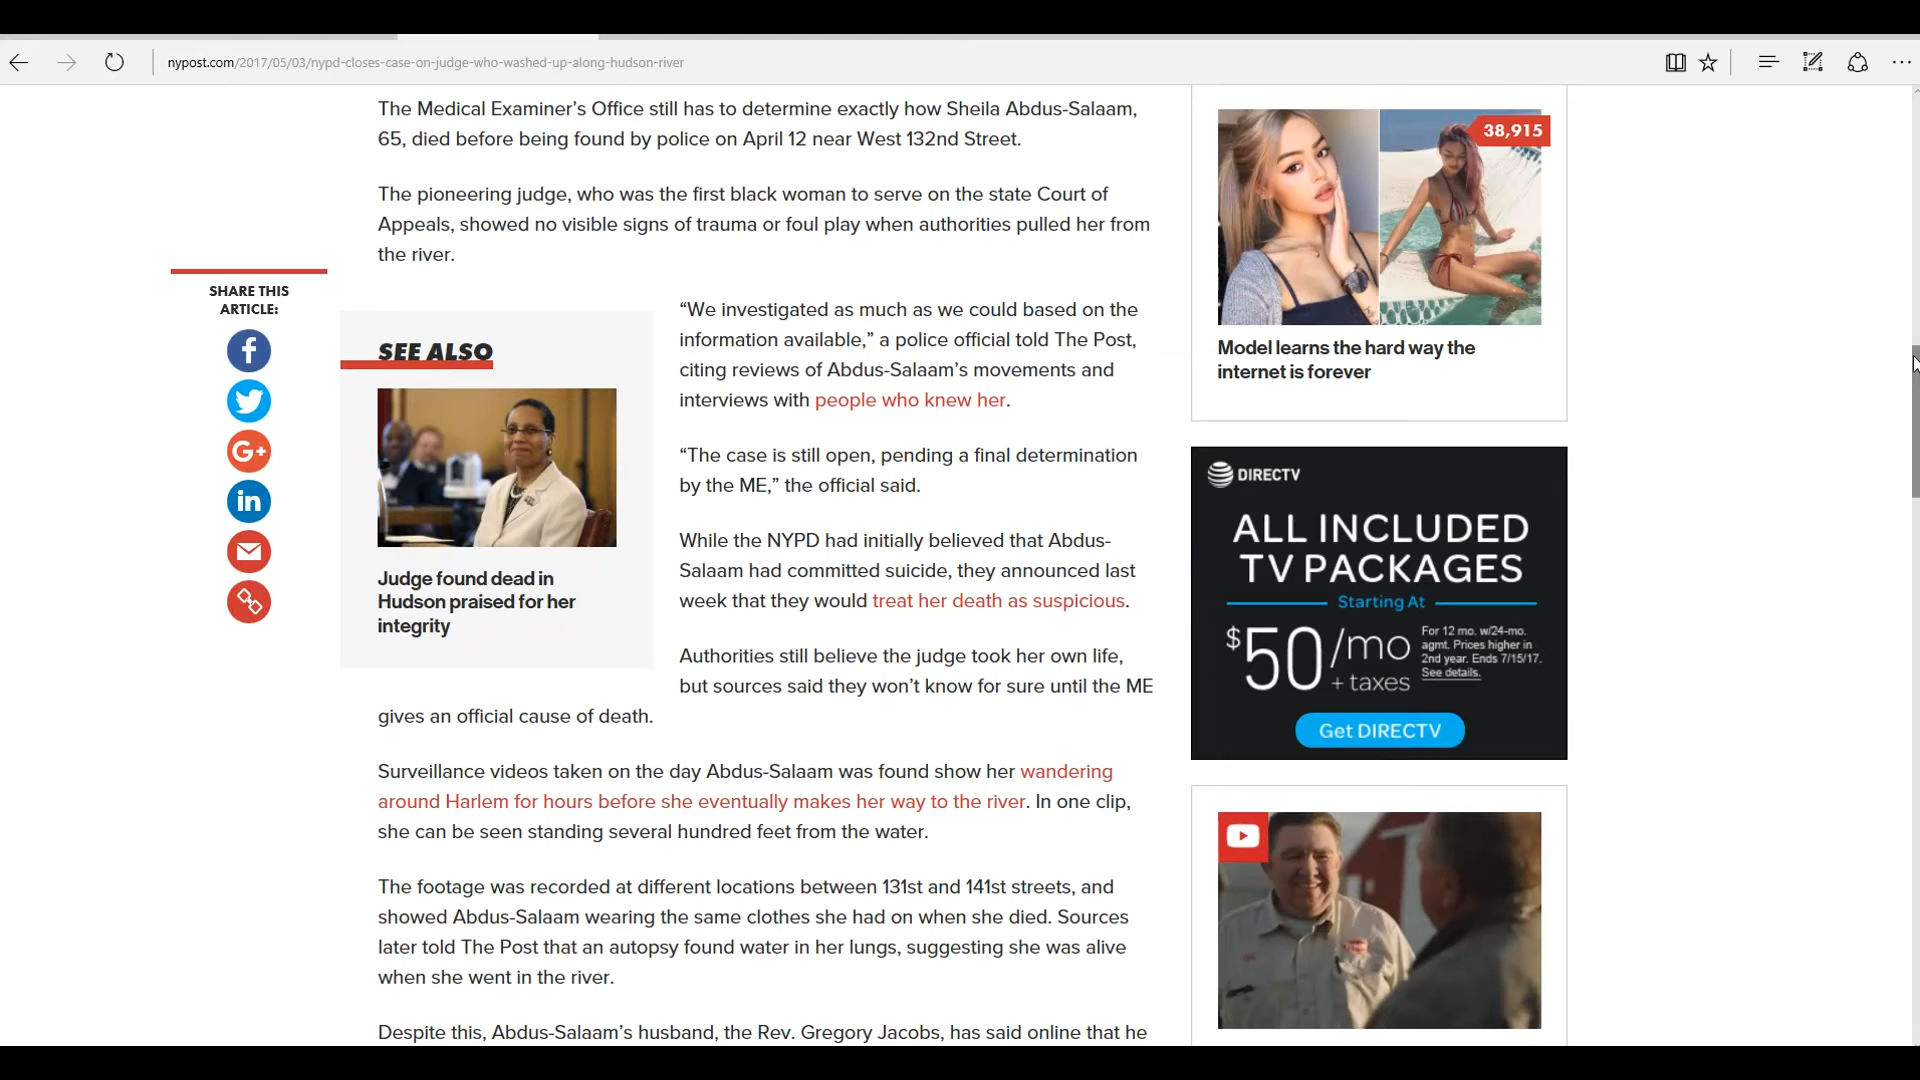 nypost.com/2017/05/03/nypd-closes-case-on-judge-who-washed-up-along-hudson-river
The Medical Examiner’s Office still has to determine exactly how Sheila Abdus-Salaam,
65, died before being found by police on April 12 near West 132nd Street.
The pioneering judge, who was the first black woman to serve on the state Court of
Appeals, showed no visible signs of trauma or foul play when authorities pulled her from
the river.
SHARE THIS
ARTICLE:
SEE ALSO
Judge found dead in
Hudson praised for her
integrity
“We investigated as much as we could based on the
information available,” a police official told The Post,
citing reviews of Abdus-Salaam’s movements and
interviews with people who knew her.
“The case is still open, pending a final determination
by the ME,” the official said.
While the NYPD had initially believed that Abdus-
Salaam had committed suicide, they announced last
week that they would treat her death as suspicious.
Authorities still believe the judge took her own life,
but sources said they won’t know for sure until the ME
gives an official cause of death.
Surveillance videos taken on the day Abdus-Salaam was found show her wandering
around Harlem for hours before she eventually makes her way to the river. In one clip,
she can be seen standing several hundred feet from the water.
The footage was recorded at different locations between 131st and 141st streets, and
showed Abdus-Salaam wearing the same clothes she had on when she died. Sources
later told The Post that an autopsy found water in her lungs, suggesting she was alive
when she went in the river.
Despite this, Abdus-Salaam’s husband, the Rev. Gregory Jacobs, has said online that he
38,915
Model learns the hard way the
internet is forever
DIRECTV
ALL INCLUDED
TV PACKAGES
Starting At
$50/mo
+ taxes
For 12 mo. w/24-mo.
agmt. Prices higher in
2nd year. Ends 7/15/17.
See details.
Get DIRECTV